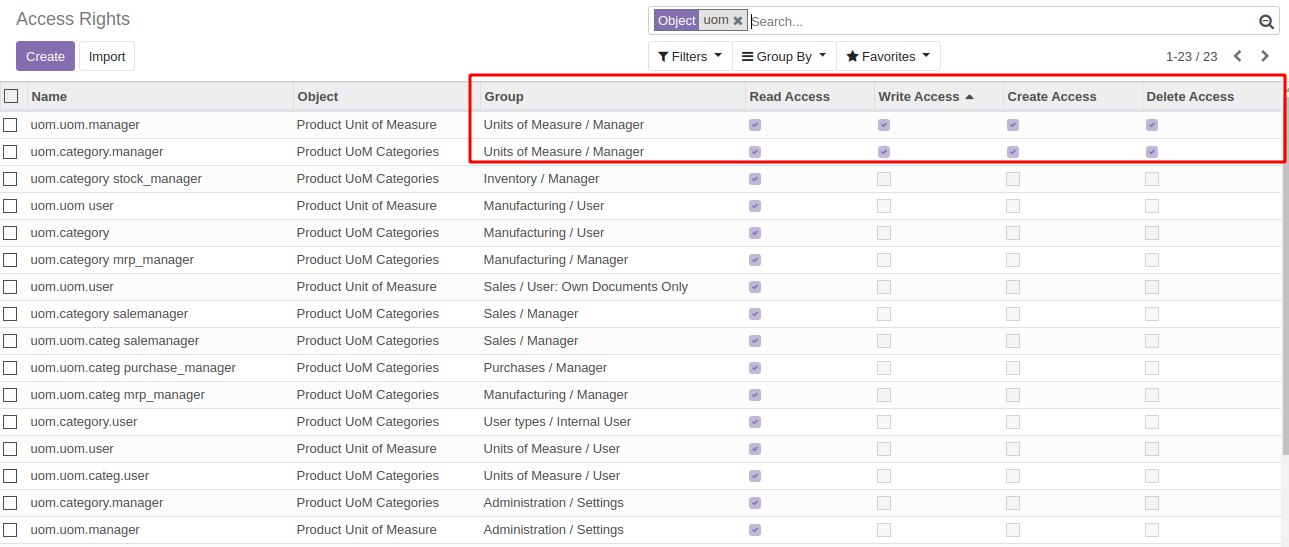 Access Rights
Object uom Search...
Create Import
Filters Group By Favorites 1-23 / 23
Name Object Group Read Access Write Access Create Access Delete Access
uom.uom.manager Product Unit of Measure Units of Measure / Manager
uom.category.manager Product UoM Categories Units of Measure / Manager
uom.category stock_manager Product UoM Categories Inventory / Manager
uom.uom user Product Unit of Measure Manufacturing / User
uom.category Product UoM Categories Manufacturing / User
uom.category mrp_manager Product UoM Categories Manufacturing / Manager
uom.uom.user Product Unit of Measure Sales / User: Own Documents Only
uom.category salemanager Product UoM Categories Sales / Manager
uom.uom.categ salemanager Product UoM Categories Sales / Manager
uom.uom.categ purchase_manager Product UoM Categories Purchases / Manager
uom.uom.categ mrp_manager Product UoM Categories Manufacturing / Manager
uom.category.user Product UoM Categories User types / Internal User
uom.uom.user Product Unit of Measure Units of Measure / User
uom.uom.categ.user Product UoM Categories Units of Measure / User
uom.category.manager Product UoM Categories Administration / Settings
uom.uom.manager Product Unit of Measure Administration / Settings